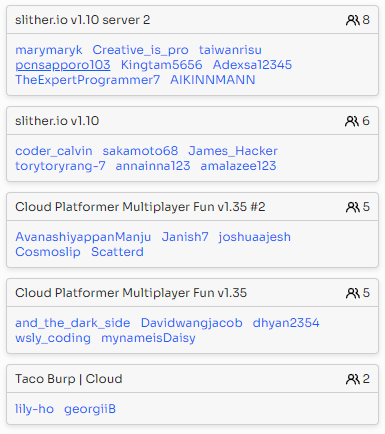 slither.io v1.10 server 2 8
marymaryk Creative_is_pro taiwanrisu
pcnsapporo103 Kingtam5656 Adexsa12345
TheExpertProgrammer7 AIKINNMANN
slither.io v1.10 6
coder_calvin sakamoto68 James_Hacker
torytoryrang-7 annainna123 amalazee123
Cloud Platformer Multiplayer Fun v1.35 #2 5
AvanashiyappanManju Janish7 joshuaajesh
Cosmoslip Scatterd
Cloud Platformer Multiplayer Fun v1.35 5
and_the_dark_side Davidwangjacob dhyan2354
wsly_coding mynameisDaisy
Taco Burp | Cloud 2
lily-ho georgiiB